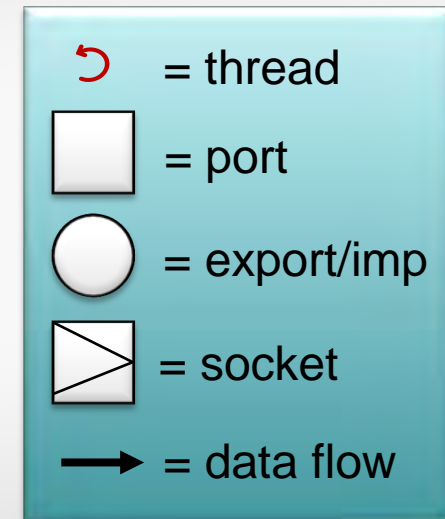 = thread
= port
= export/imp
= socket
= data flow